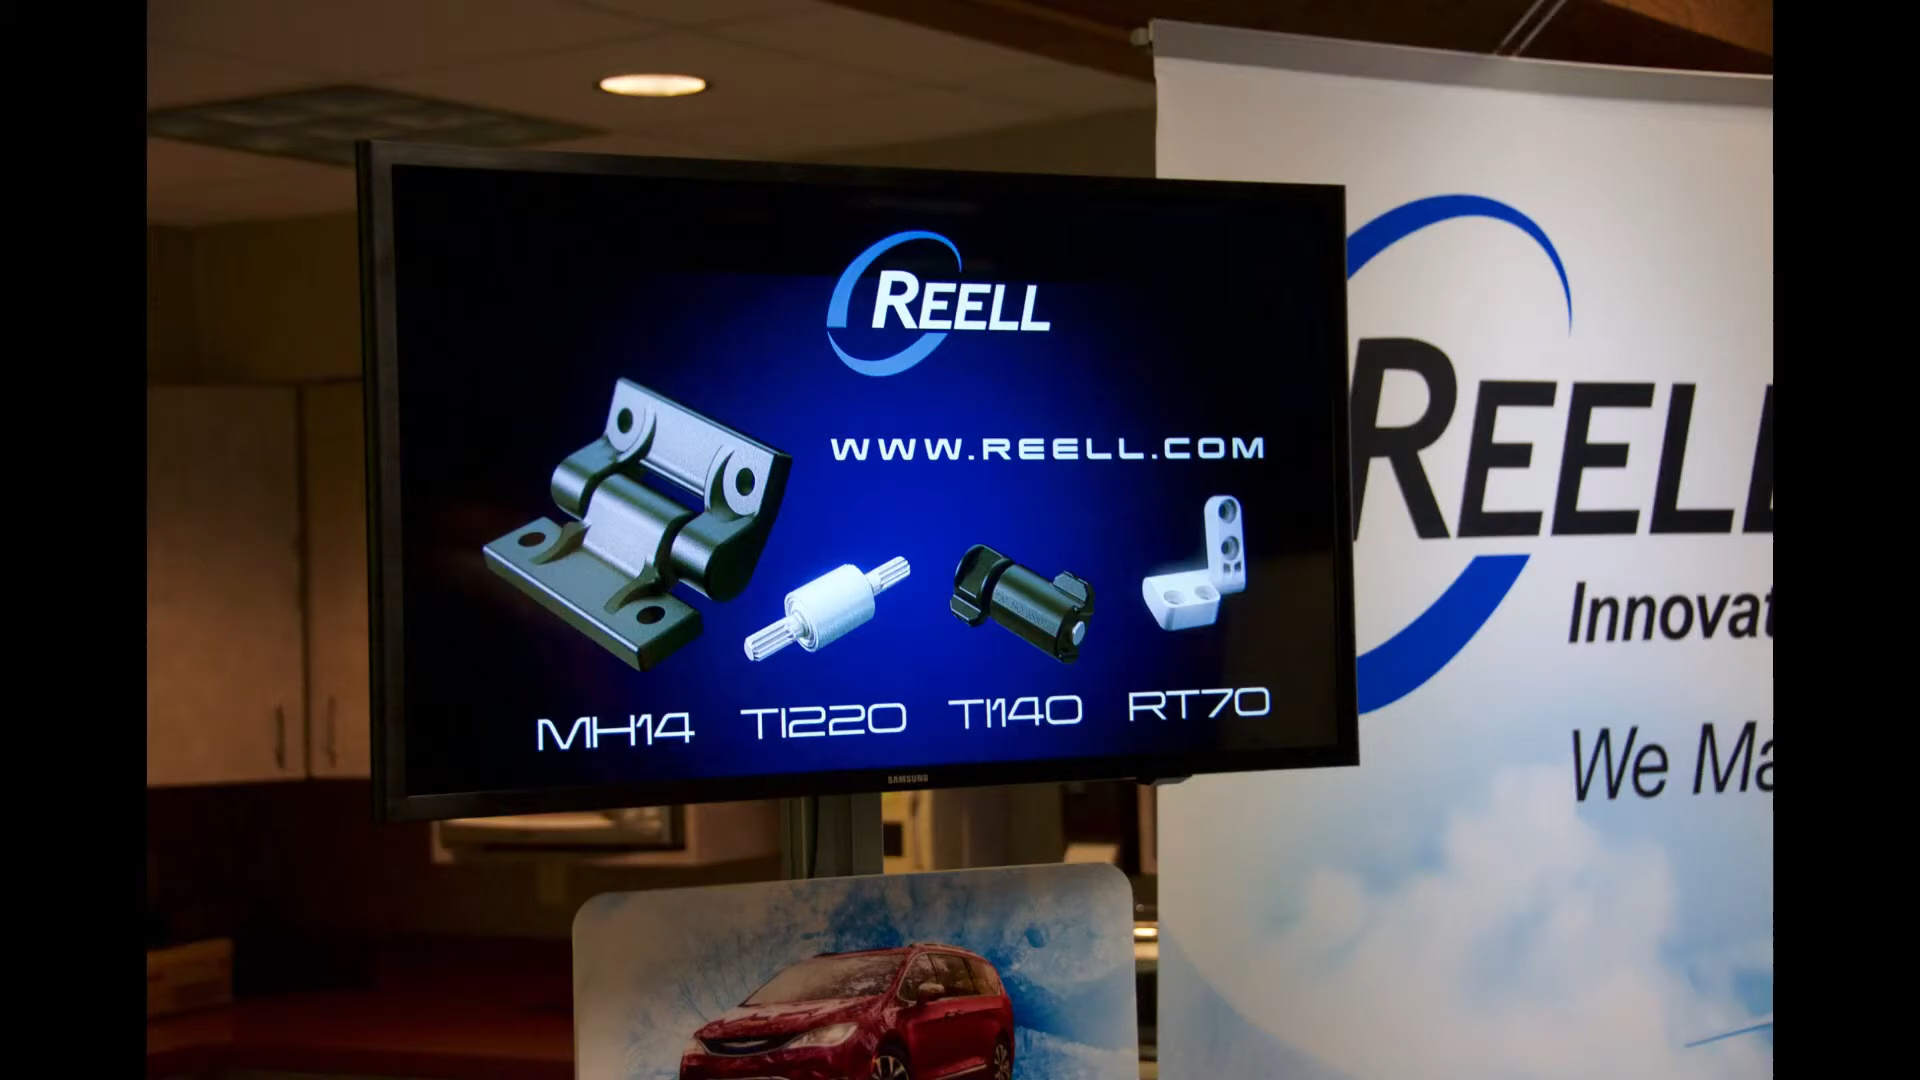 REELL
WWW.REELL.COM
MH14 TI220 TI140 RT70
SAMSUNG
REELL
Innovat
We Ma